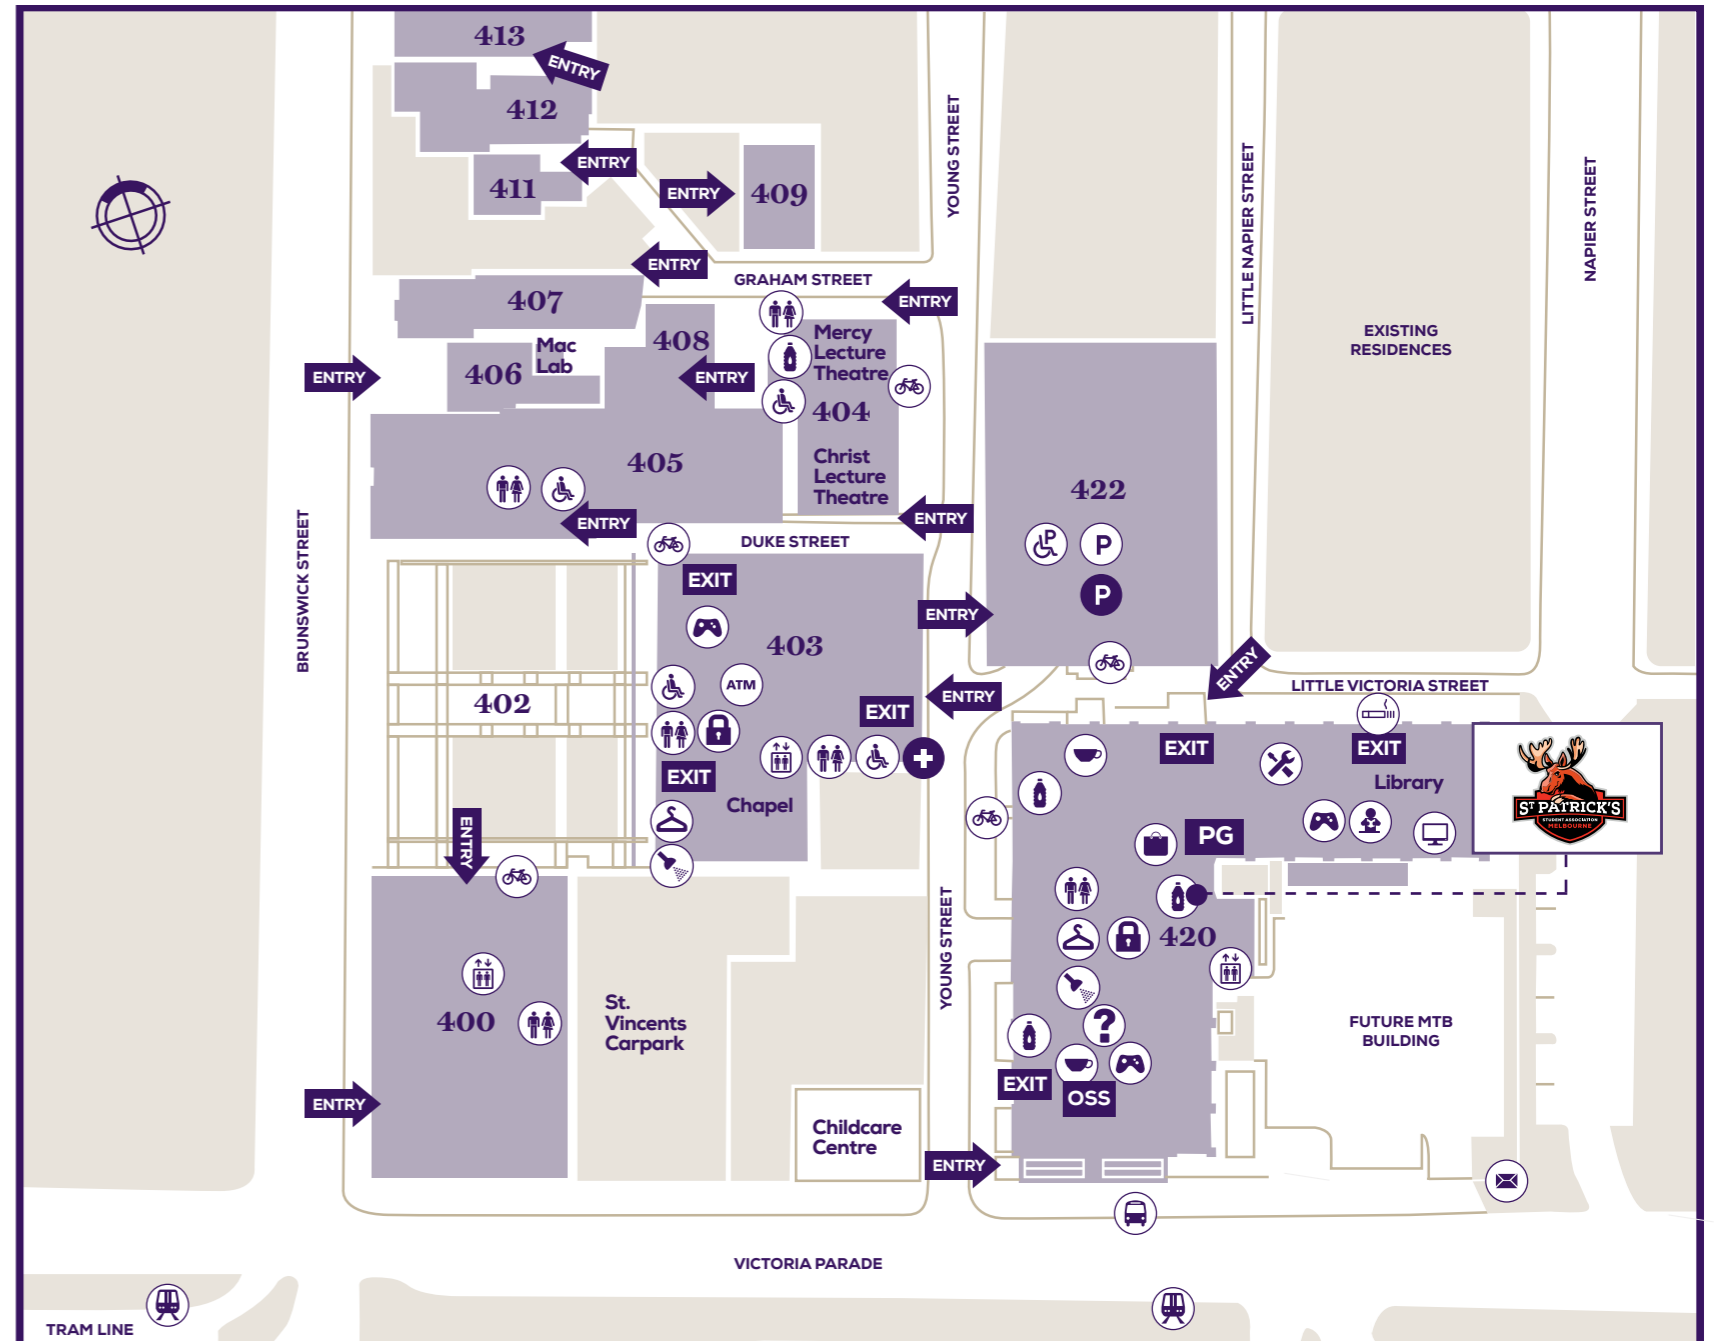 413
ENTRY
412
ENTRY
411
ENTRY
409
YOUNG STREET
LITTLE NAPIER STREET
NAPIER STREET
ENTRY
GRAHAM STREET
407
ENTRY
408
Mac
Lab
406
ENTRY
ENTRY
Mercy
Lecture
Theatre
404
EXISTING
RESIDENCES
405
Christ
Lecture
Theatre
422
ENTRY
ENTRY
DUKE STREET
P
P
P
BRUNSWICK STREET
EXIT
403
ENTRY
ATM
402
EXIT
ENTRY
ENTRY
LITTLE VICTORIA STREET
EXIT
Chapel
EXIT
EXIT
Library
ST PATRICK'S
STUDENT ASSOCIATION
MELBOURNE
PG
ENTRY
420
YOUNG STREET
400
St.
Vincents
Carpark
?
FUTURE MTB
BUILDING
EXIT
OSS
ENTRY
Childcare
Centre
ENTRY
VICTORIA PARADE
TRAM LINE